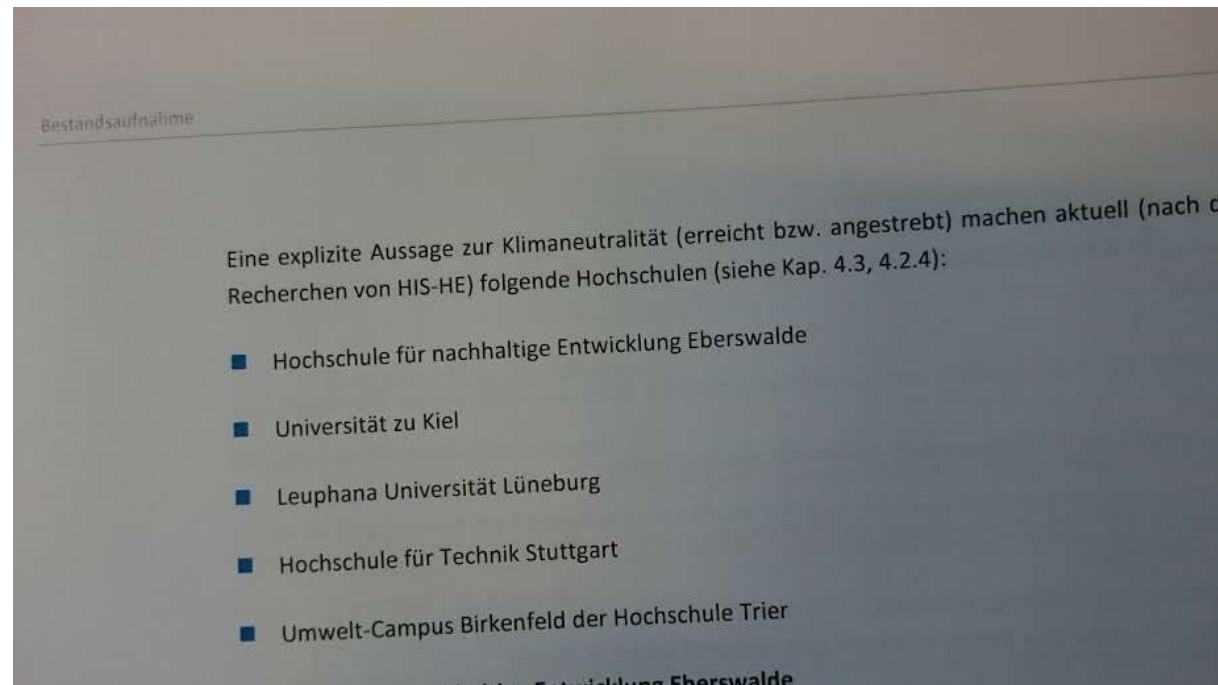 Bestandsaufnahme
Eine explizite Aussage zur Klimaneutralität (erreicht bzw. angestrebt) machen aktuell (nach
Recherchen von HIS-HE) folgende Hochschulen (siehe Kap. 4.3, 4.2.4):
Hochschule für nachhaltige Entwicklung Eberswalde
Universität zu Kiel
Leuphana Universität Lüneburg
Hochschule für Technik Stuttgart
Umwelt-Campus Birkenfeld der Hochschule Trier
Entwicklung Eberswalde